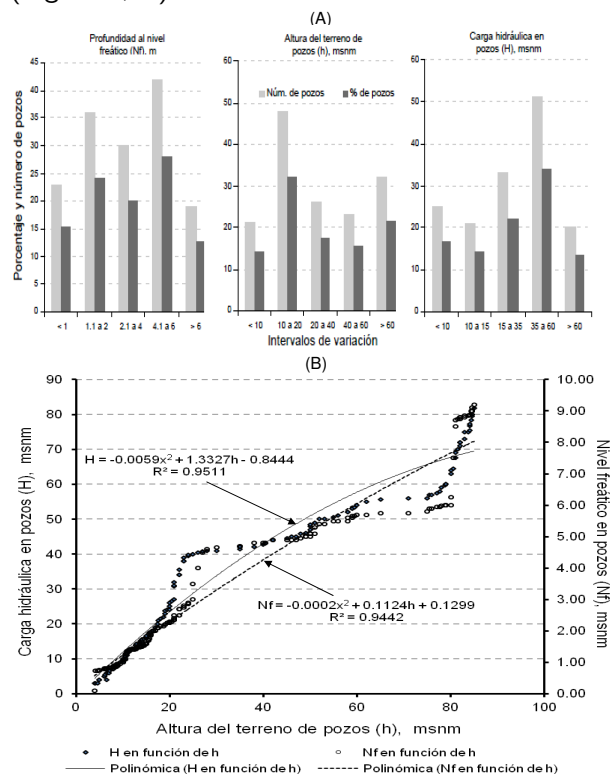 (A)
Profundidad al nivel
freático (Nf), m
Altura del terreno de
pozos (h), msnm
Carga hidráulica en
pozos (H), msnm
Porcentaje y número de pozos
45
40
35
30
25
20
15
10
5
0
< 1 1.1 a 2 2.1 a 4 4.1 a 6 > 6
60
50
40
30
20
10
0
Núm. de pozos % de pozos
< 10 10 a 20 20 a 40 40 a 60 > 60
60
50
40
30
20
10
0
< 10 10 a 15 15 a 35 35 a 60 > 60
Intervalos de variación
(B)
Carga hidráulica en pozos (H), msnm
90
80
70
60
50
40
30
20
10
0
H = -0.0059x² + 1.3327h - 0.8444
R² = 0.9511
Nf = -0.0002x² + 0.1124h + 0.1299
R² = 0.9442
10.00
9.00
8.00
7.00
6.00
5.00
4.00
3.00
2.00
1.00
0.00
Nivel freático en pozos (Nf), msnm
0 20 40 60 80 100
Altura del terreno de pozos (h), msnm
H en función de h Nf en función de h
Polinómica (H en función de h) Polinómica (Nf en función de h)